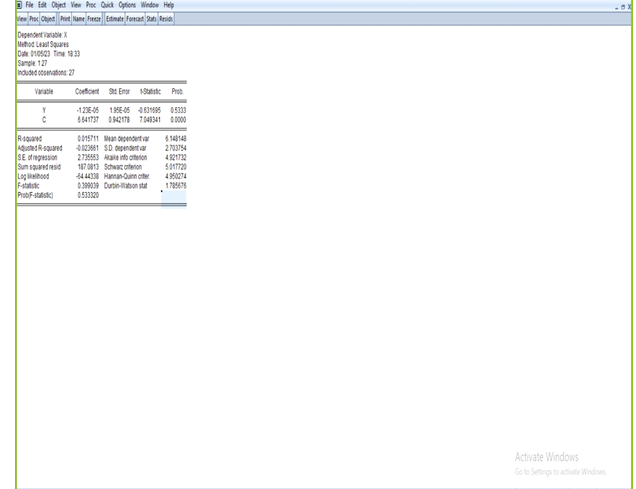 File Edit Object View Proc Quick Options Window Help
View Proc Object Print Name Freeze Estimate Forecast Stats Resids
Dependent Variable: X
Method: Least Squares
Date: 01/05/23 Time: 18:33
Sample: 1 27
Included observations: 27
Variable Coefficient Std. Error t-Statistic Prob.
Y -1.23E-05 1.95E-05 -0.631695 0.5333
C 6.641737 0.942178 7.049341 0.0000
R-squared 0.015711 Mean dependent var 6.148148
Adjusted R-squared -0.023661 S.D. dependent var 2.703754
S.E. of regression 2.735553 Akaike info criterion 4.921732
Sum squared resid 187.0813 Schwarz criterion 5.017720
Log likelihood -64.44338 Hannan-Quinn criter. 4.950274
F-statistic 0.399039 Durbin-Watson stat 1.785676
Prob(F-statistic) 0.533320
Activate Windows
Go to Settings to activate Windows.